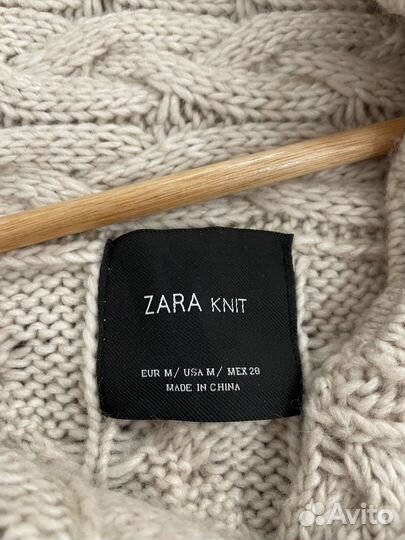 ZARA KNIT
EUR M/ USA M/ MEX 28
MADE IN CHINA
Avito